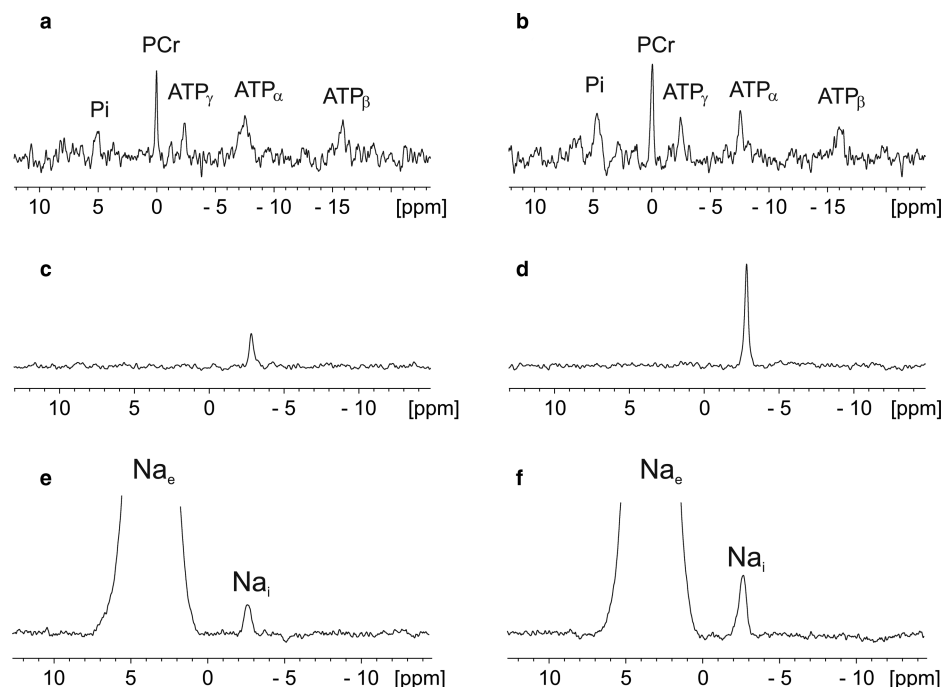 a
PCr
Pi
ATPγ
ATPα
ATPβ
10 5 0 - 5 - 10 - 15 [ppm]
b
PCr
Pi
ATPγ
ATPα
ATPβ
10 5 0 - 5 - 10 - 15 [ppm]
c
10 5 0 - 5 - 10 [ppm]
d
10 5 0 - 5 - 10 [ppm]
e
Nae
Nai
10 5 0 - 5 - 10 [ppm]
f
Nae
Nai
10 5 0 - 5 - 10 [ppm]